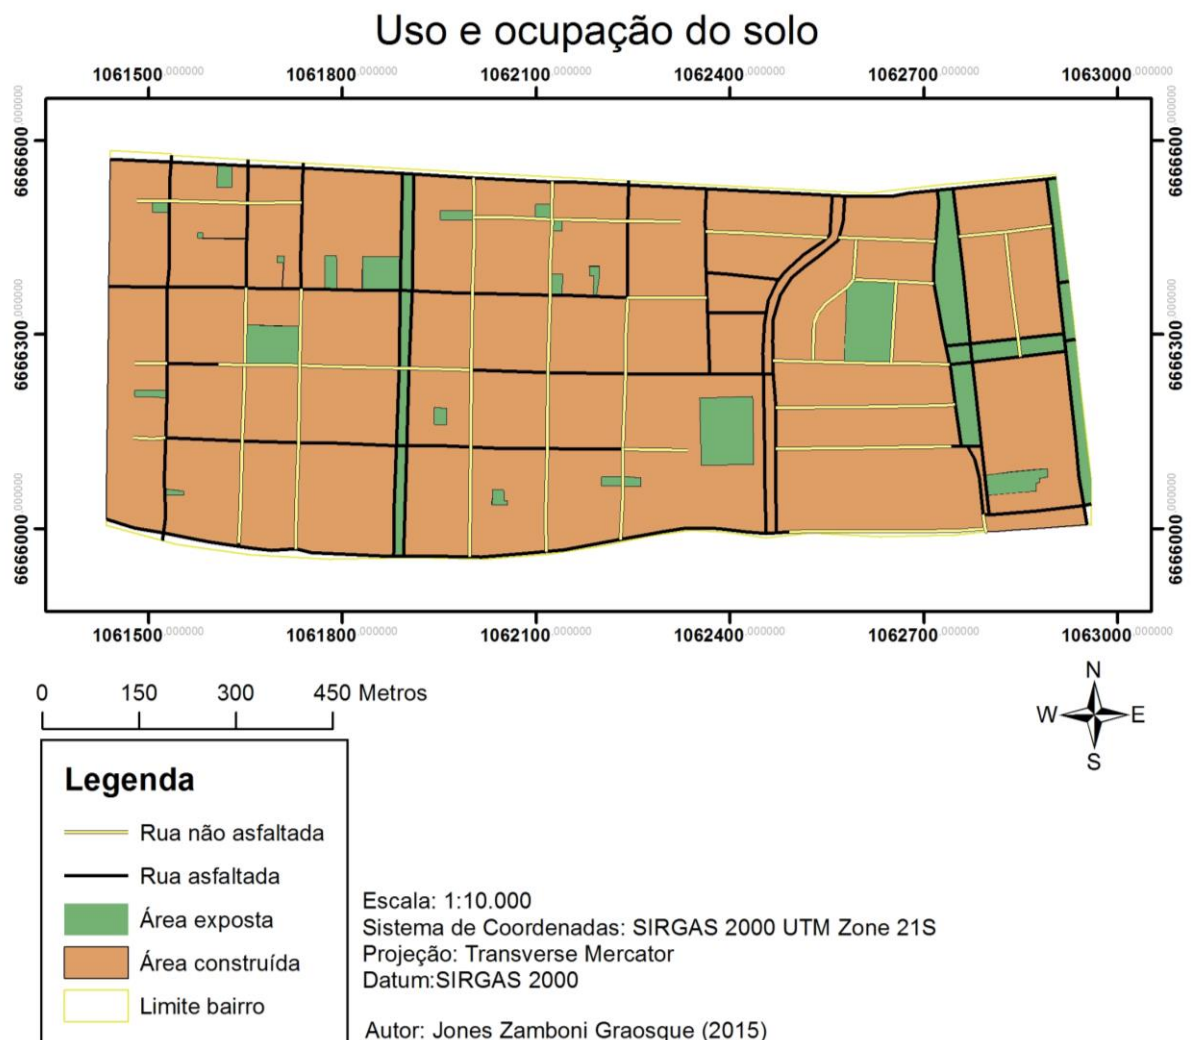 Uso e ocupação do solo
1061500,000000 1061800,000000 1062100,000000 1062400,000000 1062700,000000 1063000,000000
6666600,000000 6666600,000000
6666300,000000 6666300,000000
6666000,000000 6666000,000000
1061500,000000 1061800,000000 1062100,000000 1062400,000000 1062700,000000 1063000,000000
0 150 300 450 Metros
N
W E
S
Legenda
Rua não asfaltada
Rua asfaltada
Área exposta
Área construída
Limite bairro
Escala: 1:10.000
Sistema de Coordenadas: SIRGAS 2000 UTM Zone 21S
Projeção: Transverse Mercator
Datum:SIRGAS 2000
Autor: Jones Zamboni Graosque (2015)